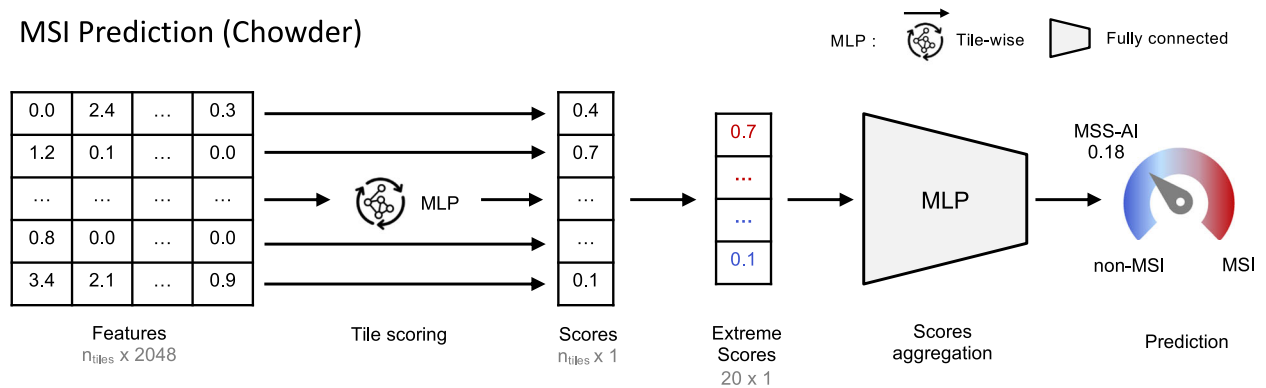 MSI Prediction (Chowder)
MLP : Tile-wise Fully connected
0.0 2.4 … 0.3
1.2 0.1 … 0.0
… … … …
0.8 0.0 … 0.0
3.4 2.1 … 0.9
MLP
0.4
0.7
…
…
0.1
0.7
...
...
0.1
MLP
MSS-AI
0.18
non-MSI MSI
Features
ntiles x 2048
Tile scoring
Scores
ntiles x 1
Extreme
Scores
20 x 1
Scores
aggregation
Prediction